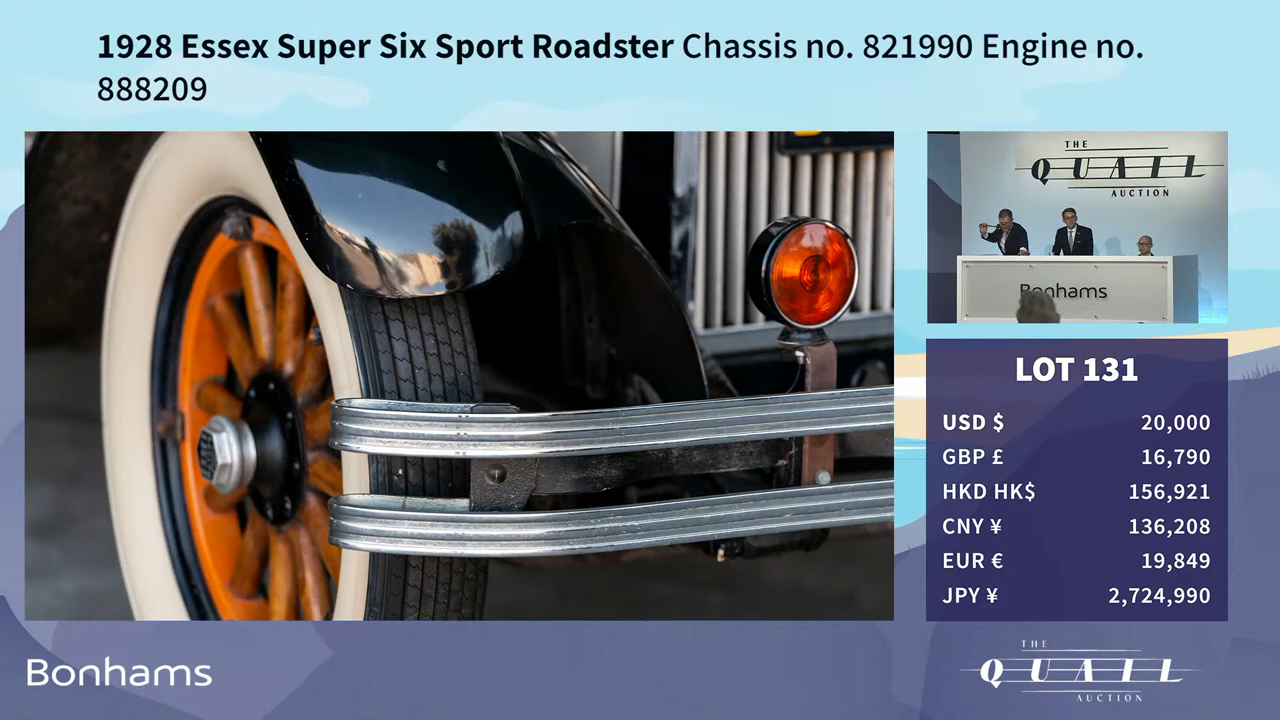 1928 Essex Super Six Sport Roadster Chassis no. 821990 Engine no.
888209
THE
QUAIL
AUCTION
Bonhams
LOT 131
USD $ 20,000
GBP £ 16,790
HKD HK$ 156,921
CNY ¥ 136,208
EUR € 19,849
JPY ¥ 2,724,990
Bonhams
THE
QUAIL
AUCTION